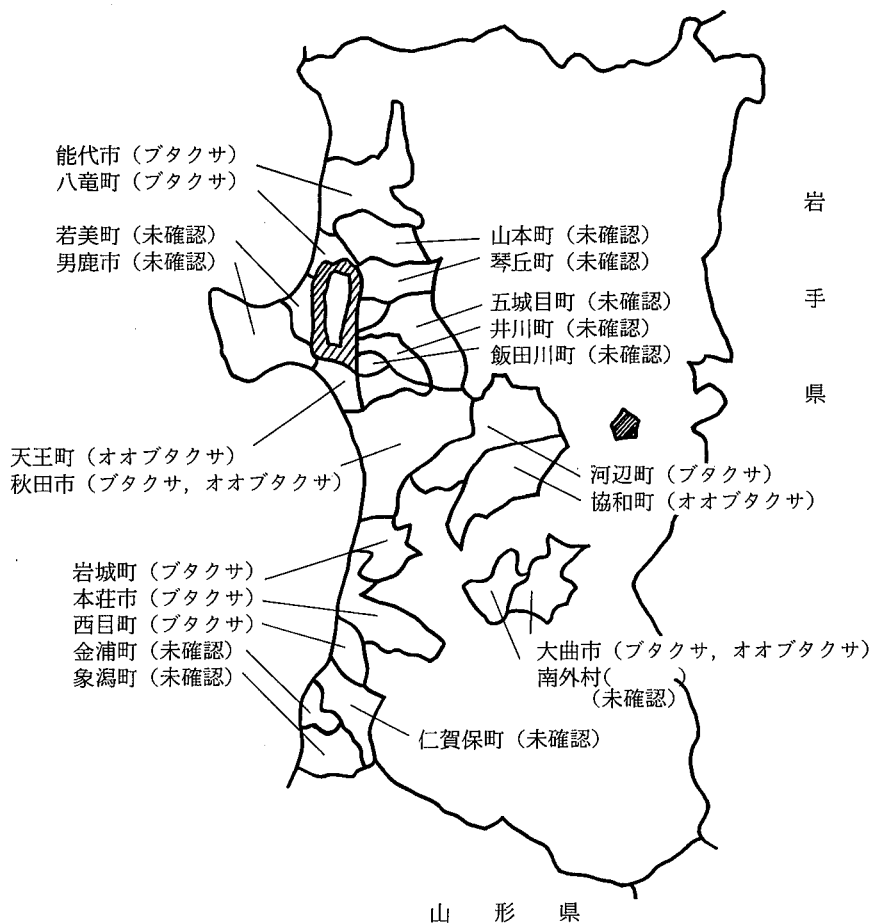 能代市（ブタクサ）
八竜町（ブタクサ）
若美町（未確認）
男鹿市（未確認）
山本町（未確認）
琴丘町（未確認）
五城目町（未確認）
井川町（未確認）
飯田川町（未確認）
岩手県
天王町（オオブタクサ）
秋田市（ブタクサ，オオブタクサ）
河辺町（ブタクサ）
協和町（オオブタクサ）
岩城町（ブタクサ）
本荘市（ブタクサ）
西目町（ブタクサ）
金浦町（未確認）
象潟町（未確認）
大曲市（ブタクサ，オオブタクサ）
南外村(　　　)
（未確認）
仁賀保町（未確認）
山形県